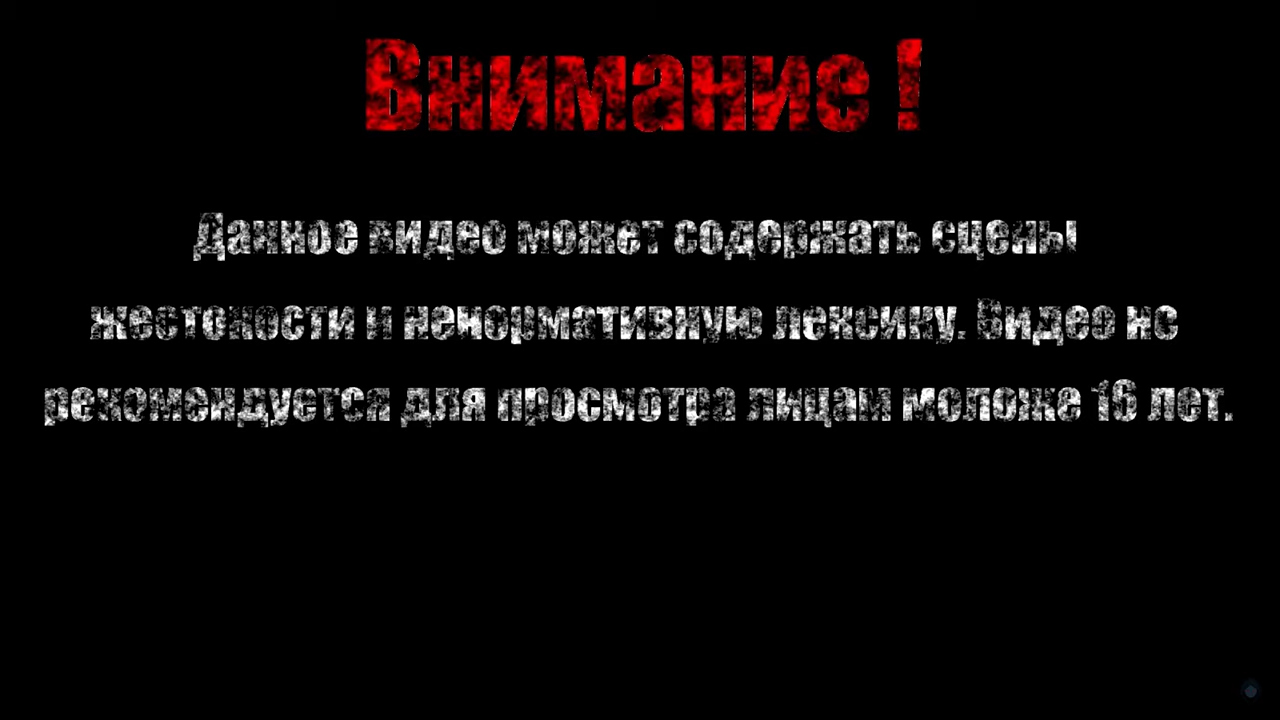 Внимание !
Данное видео может содержать сцены
жестокости и ненормативную лексику. Видео не
рекомендуется для просмотра лицам моложе 16 лет.